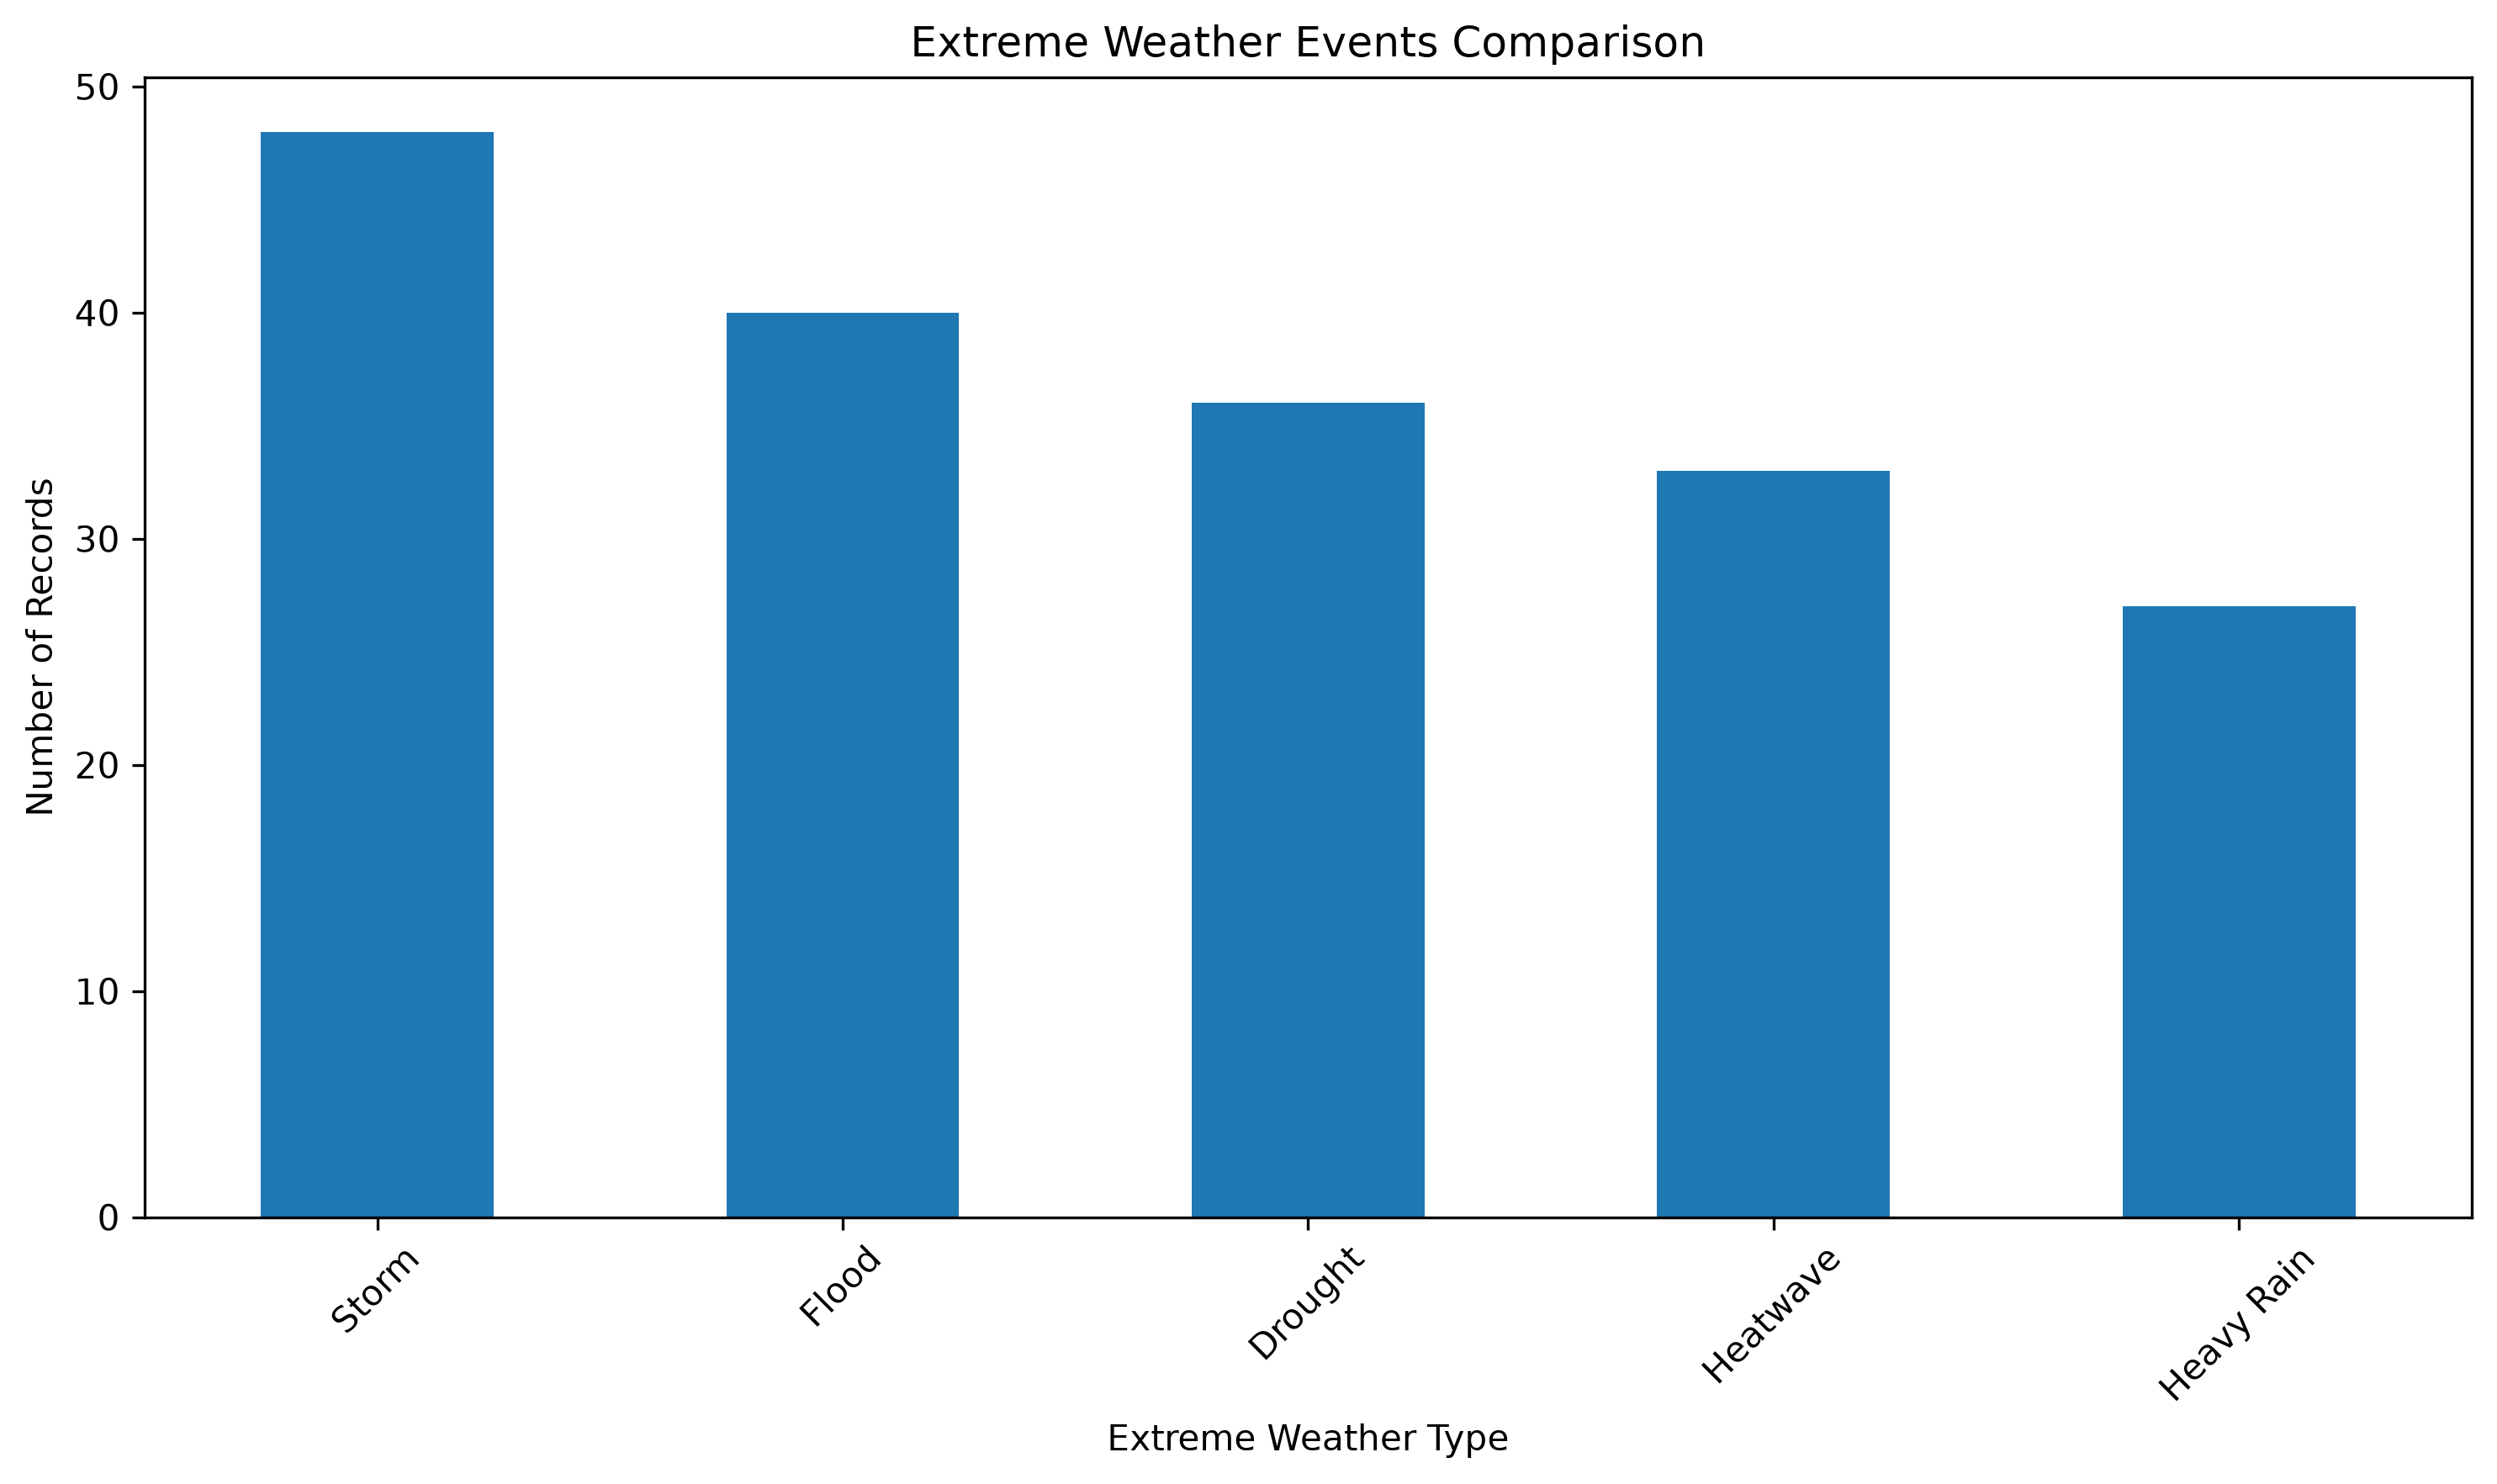 Extreme Weather Events Comparison
50
40
30
20
10
0
Number of Records
Storm
Flood
Drought
Heatwave
Heavy Rain
Extreme Weather Type